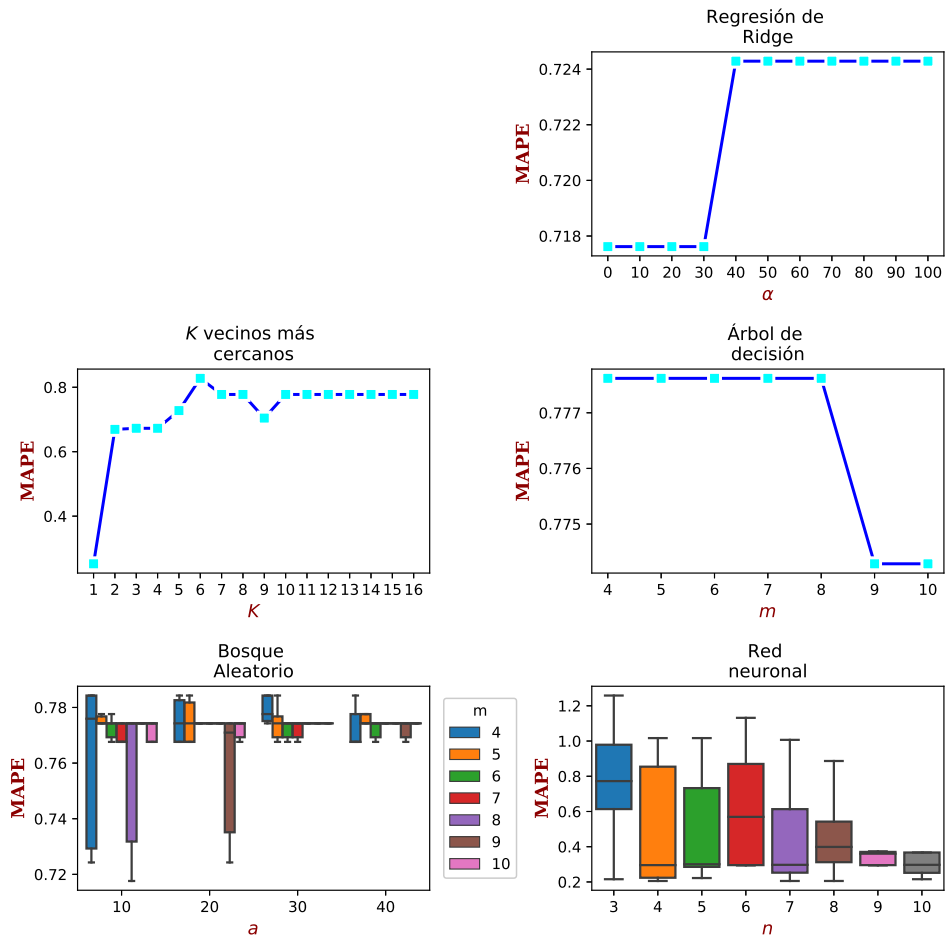 Regresión de
Ridge
MAPE
0.724
0.722
0.720
0.718
0 10 20 30 40 50 60 70 80 90 100
α
K vecinos más
cercanos
MAPE
0.8
0.6
0.4
1 2 3 4 5 6 7 8 9 10 11 12 13 14 15 16
K
Árbol de
decisión
MAPE
0.777
0.776
0.775
4 5 6 7 8 9 10
m
Bosque
Aleatorio
MAPE
0.78
0.76
0.74
0.72
10 20 30 40
a
m
4
5
6
7
8
9
10
Red
neuronal
MAPE
1.2
1.0
0.8
0.6
0.4
0.2
3 4 5 6 7 8 9 10
n